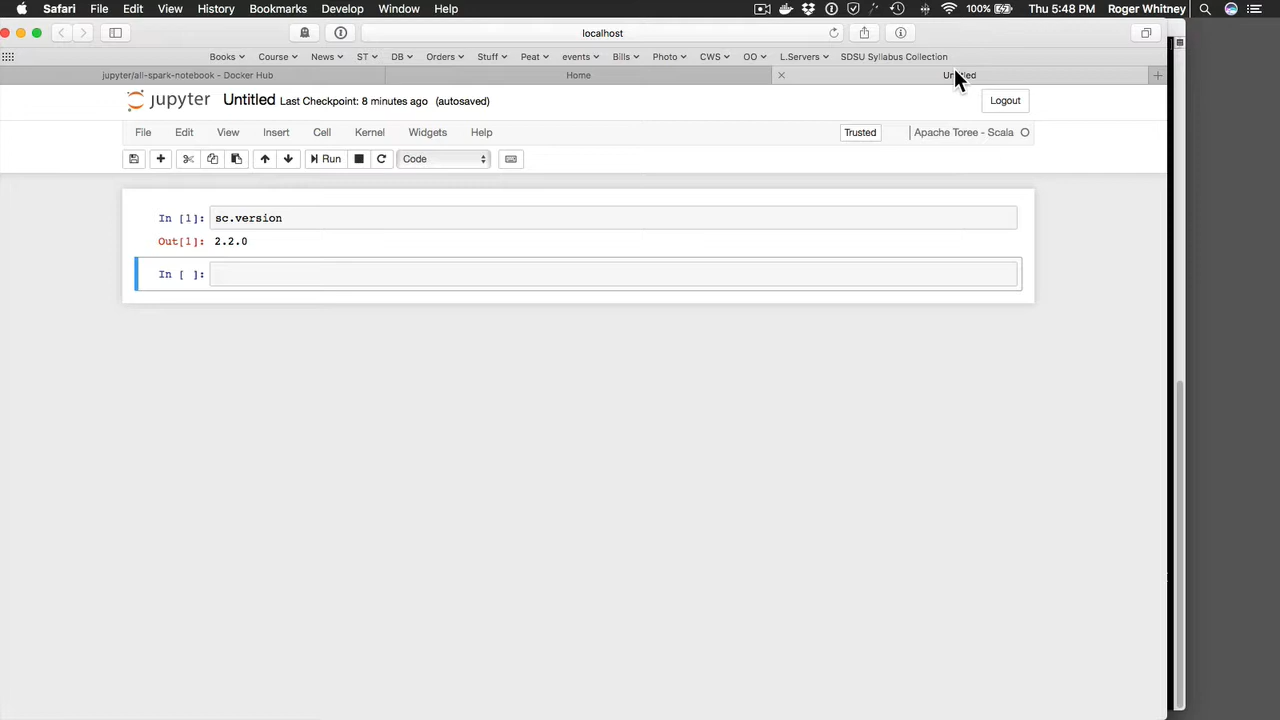 Safari File Edit View History Bookmarks Develop Window Help 100% Thu 5:48 PM Roger Whitney
localhost
Books Course News ST DB Orders Stuff Peat events Bills Photo CWS OO L.Servers SDSU Syllabus Collection
jupyter/all-spark-notebook - Docker Hub Home Untitled
jupyter Untitled Last Checkpoint: 8 minutes ago (autosaved) Logout
File Edit View Insert Cell Kernel Widgets Help Trusted Apache Toree - Scala
Run Code
In [1]: sc.version
Out[1]: 2.2.0
In [ ]: